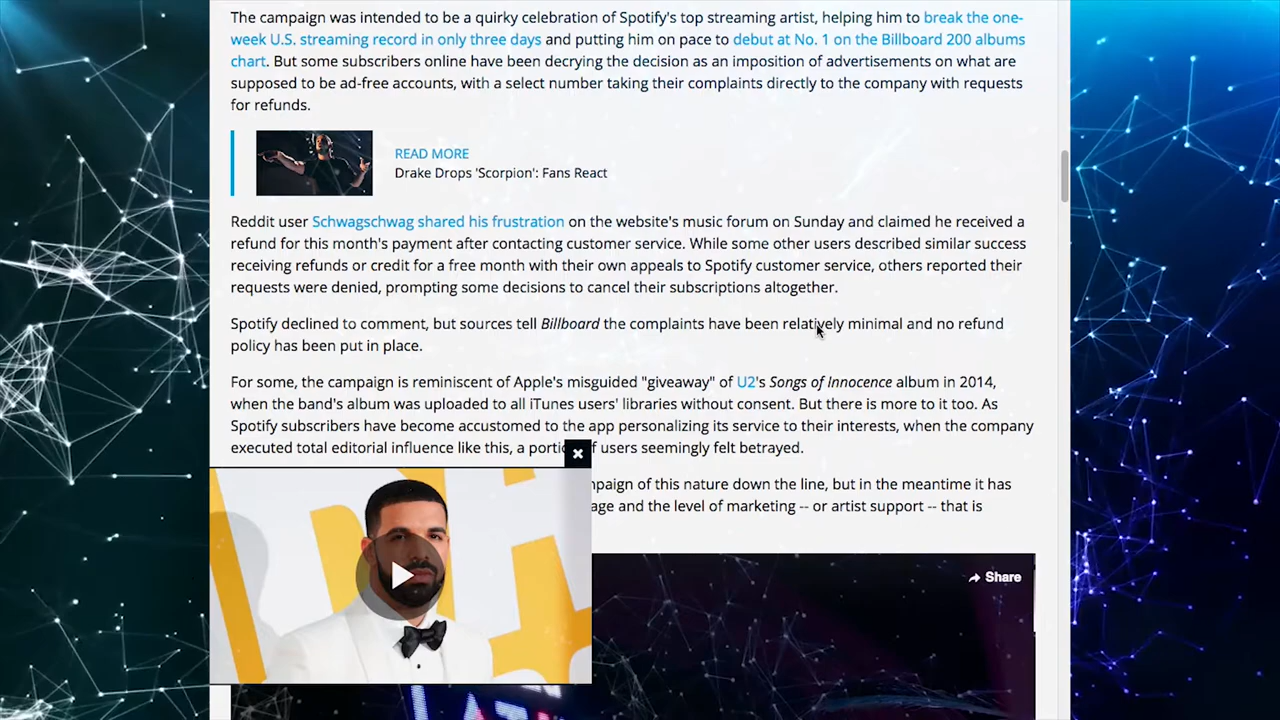 The campaign was intended to be a quirky celebration of Spotify's top streaming artist, helping him to break the one-
week U.S. streaming record in only three days and putting him on pace to debut at No. 1 on the Billboard 200 albums
chart. But some subscribers online have been decrying the decision as an imposition of advertisements on what are
supposed to be ad-free accounts, with a select number taking their complaints directly to the company with requests
for refunds.
READ MORE
Drake Drops 'Scorpion': Fans React
Reddit user Schwagschwag shared his frustration on the website's music forum on Sunday and claimed he received a
refund for this month's payment after contacting customer service. While some other users described similar success
receiving refunds or credit for a free month with their own appeals to Spotify customer service, others reported their
requests were denied, prompting some decisions to cancel their subscriptions altogether.
Spotify declined to comment, but sources tell Billboard the complaints have been relatively minimal and no refund
policy has been put in place.
For some, the campaign is reminiscent of Apple's misguided "giveaway" of U2's Songs of Innocence album in 2014,
when the band's album was uploaded to all iTunes users' libraries without consent. But there is more to it too. As
Spotify subscribers have become accustomed to the app personalizing its service to their interests, when the company
executed total editorial influence like this, a users seemingly felt betrayed.
of this nature down the line, but in the meantime it has
and the level of marketing -- or artist support -- that is
Share